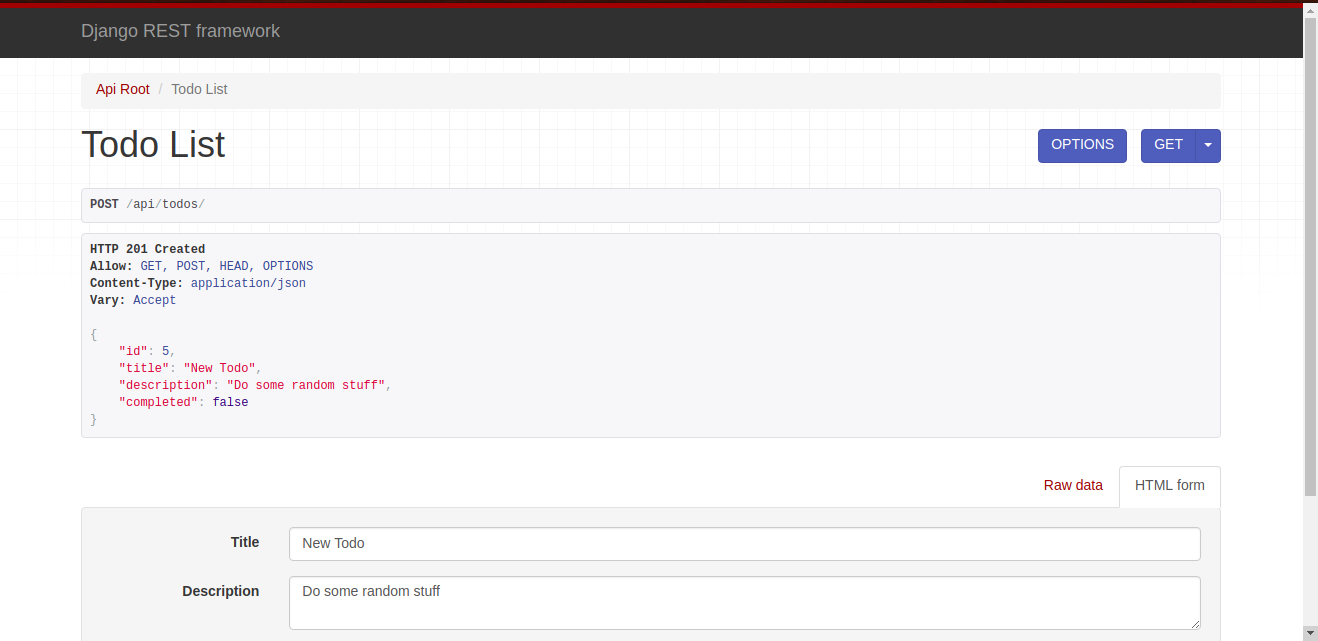 Django REST framework
Api Root / Todo List
Todo List
OPTIONS
GET
POST /api/todos/
HTTP 201 Created
Allow: GET, POST, HEAD, OPTIONS
Content-Type: application/json
Vary: Accept
{
    "id": 5,
    "title": "New Todo",
    "description": "Do some random stuff",
    "completed": false
}
Raw data
HTML form
Title
New Todo
Description
Do some random stuff